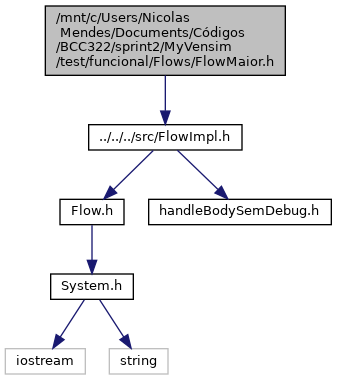 /mnt/c/Users/Nicolas
Mendes/Documents/Códigos
/BCC322/sprint2/MyVensim
/test/funcional/Flows/FlowMaior.h
../../../src/FlowImpl.h
Flow.h
handleBodySemDebug.h
System.h
iostream
string